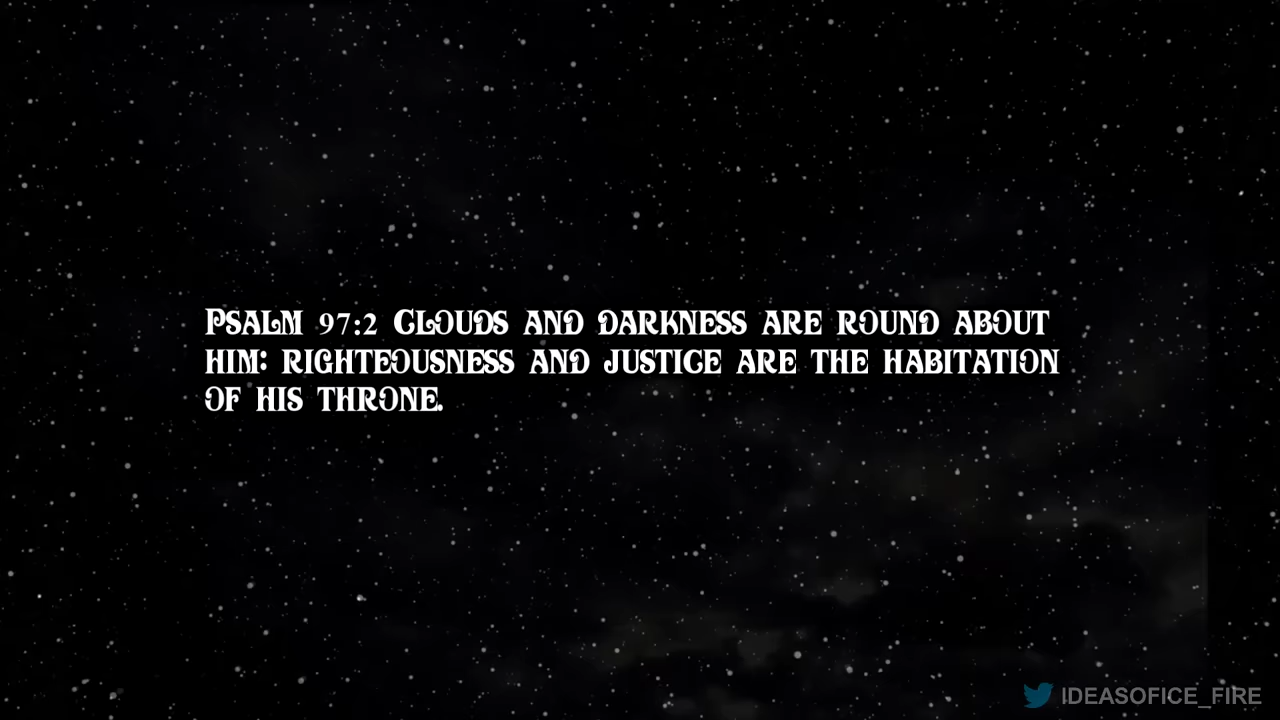 Psalm 97:2 Clouds and darkness are round about
him: righteousness and justice are the habitation
of his throne.
IDEASOFICE_FIRE